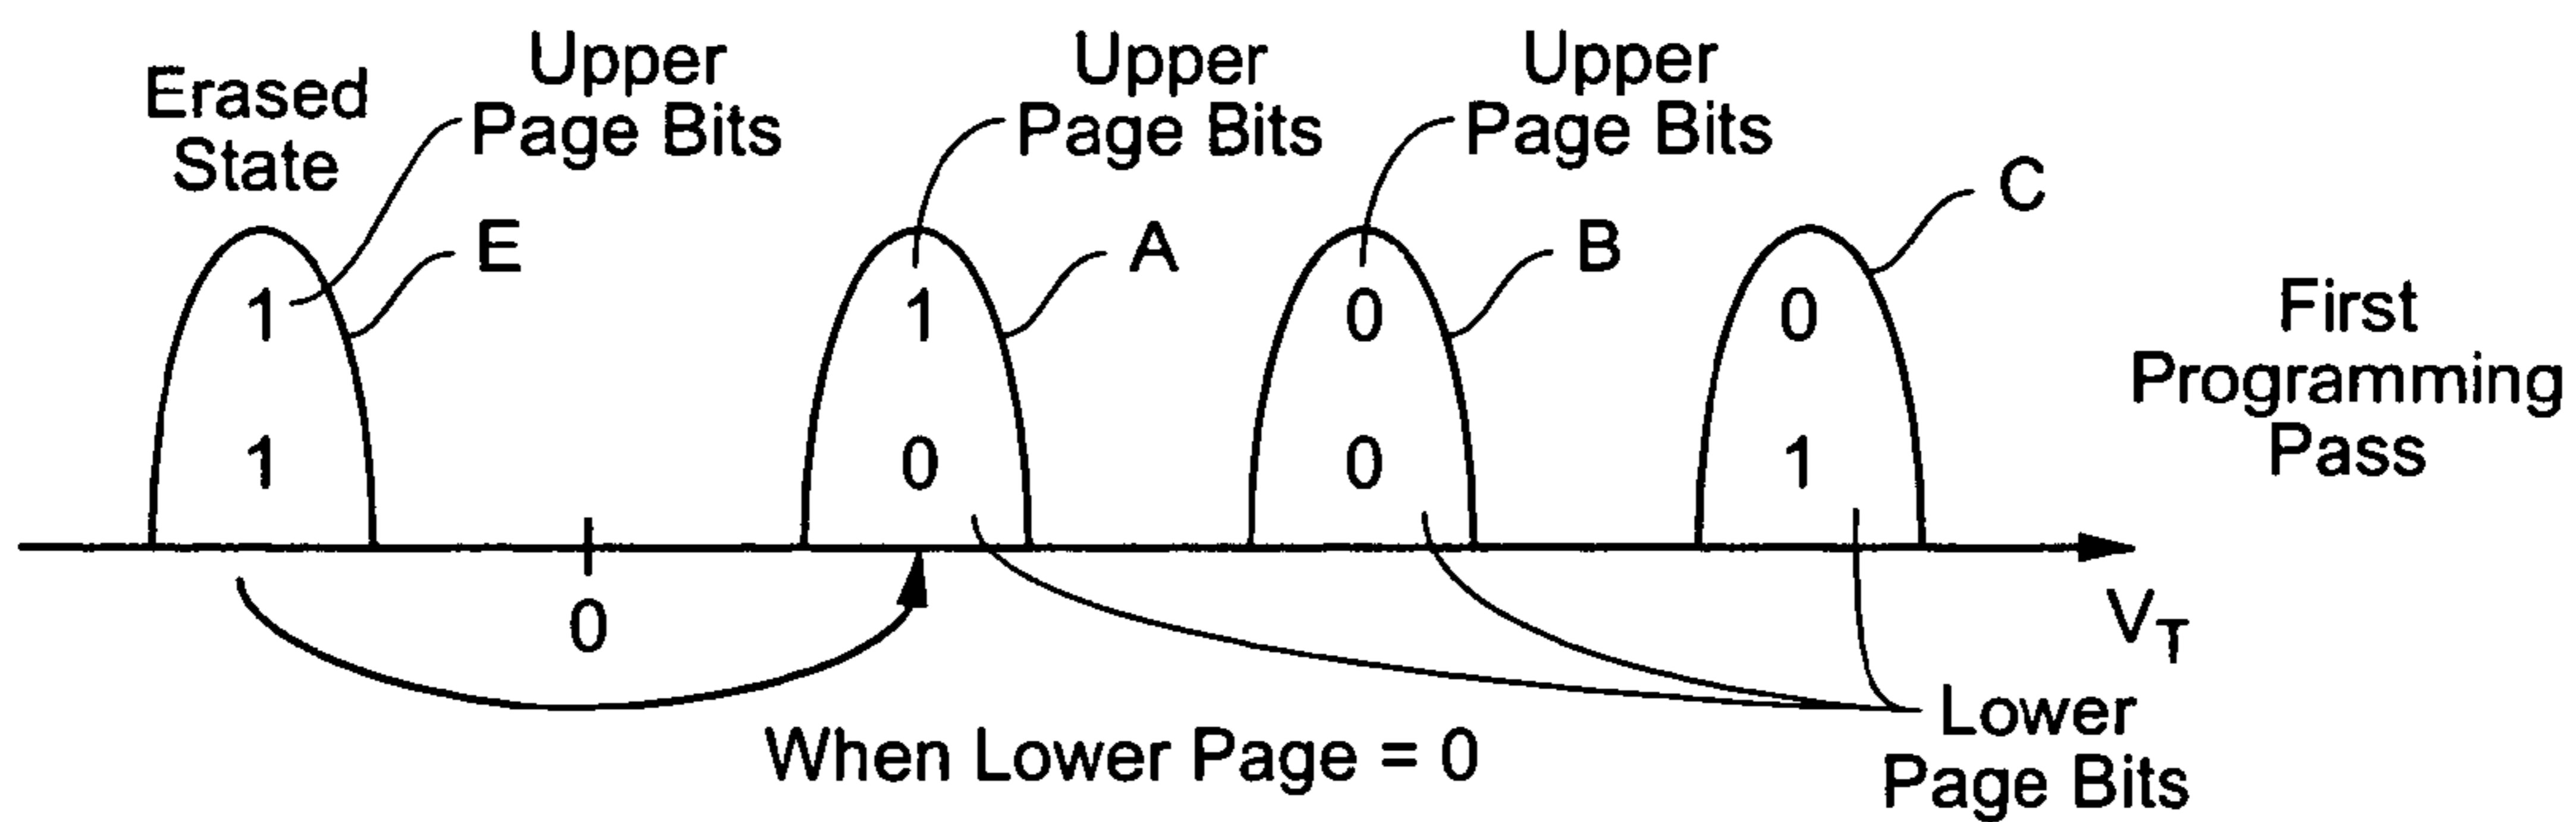 Erased
State
Upper
Page Bits
Upper
Page Bits
Upper
Page Bits
E
A
B
C
1
1
1
0
0
0
0
1
First
Programming
Pass
0
V_T
When Lower Page = 0
Lower
Page Bits